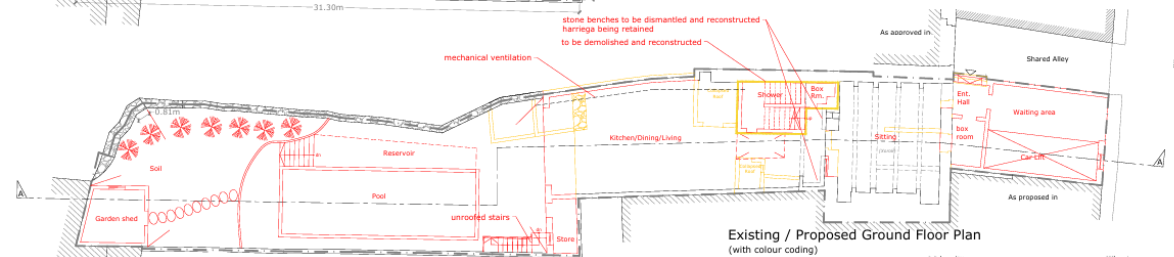 31.30m
stone benches to be dismantled and reconstructed
harriega being retained
to be demolished and reconstructed
As approved in
mechanical ventilation
Shared Alley
Shower
Box
Rm.
Ent.
Hall
Waiting area
0.81m
Kitchen/Dining/Living
Sitting
box
room
Reservoir
Car Lift
Soil
A
A
Pool
As proposed in
Garden shed
unroofed stairs
Store
Existing / Proposed Ground Floor Plan
(with colour coding)